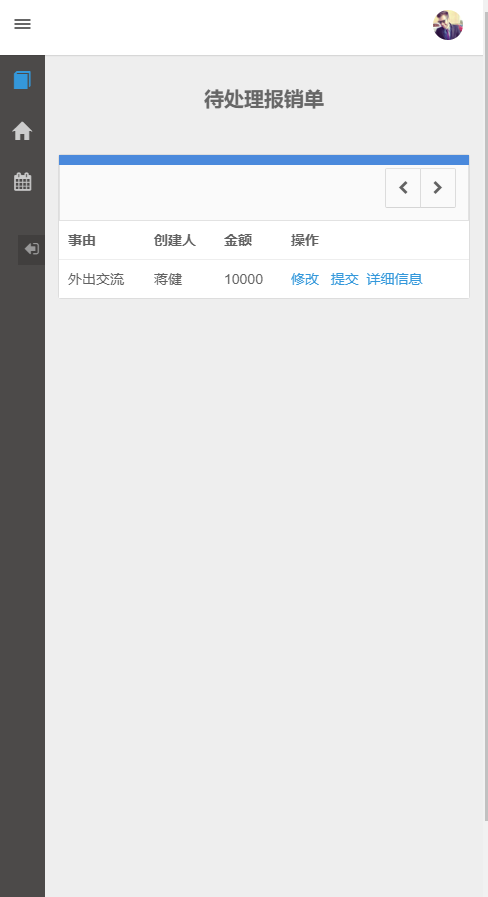 待处理报销单
事由 创建人 金额 操作
外出交流 蒋健 10000 修改 提交 详细信息